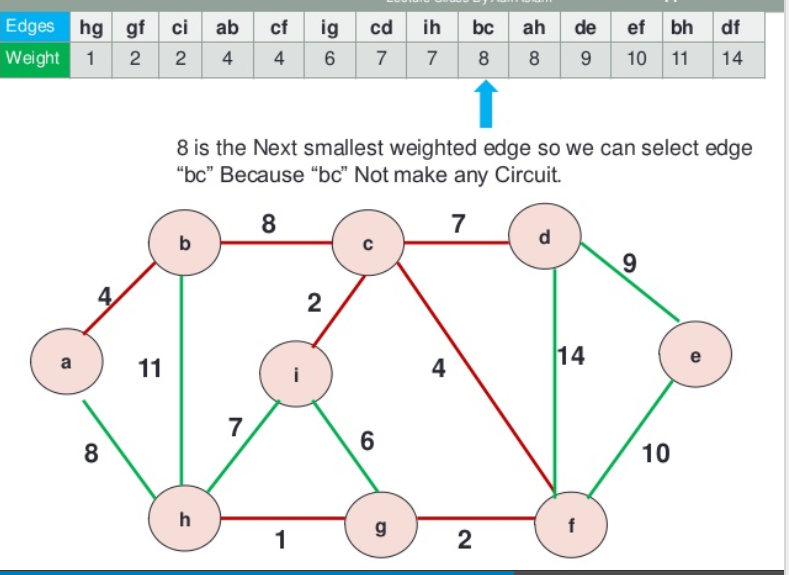 Edges hg gf ci ab cf ig cd ih bc ah de ef bh df
Weight 1 2 2 4 4 6 7 7 8 8 9 10 11 14
8 is the Next smallest weighted edge so we can select edge
“bc” Because “bc” Not make any Circuit.
8 7
b c d
9
4 2
a 11 i 4 14 e
7 6
8 10
h g f
1 2